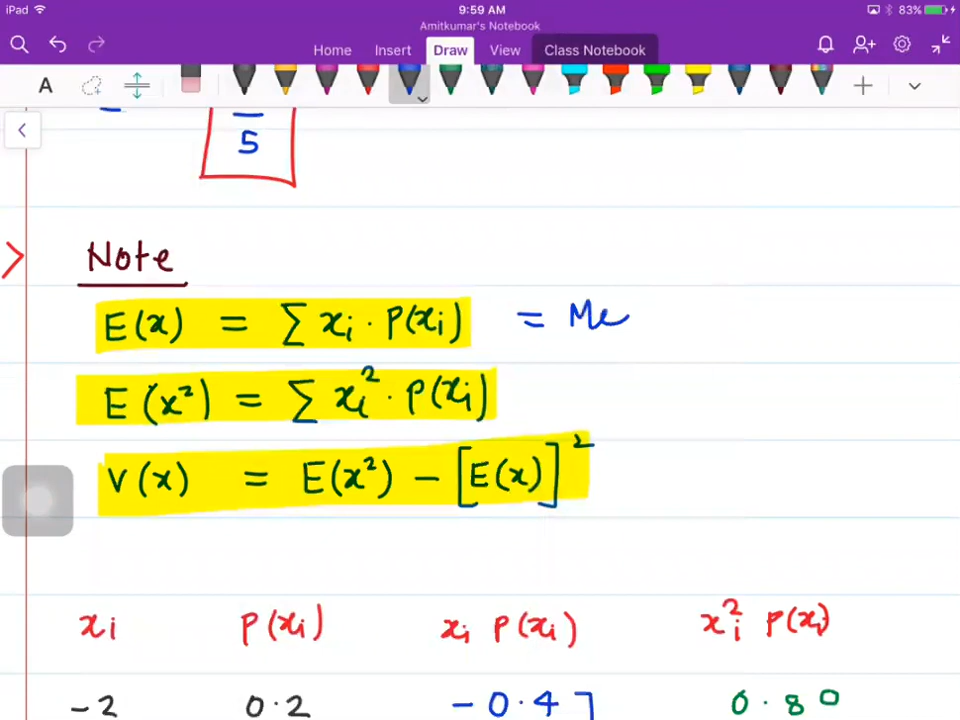 iPad 9:59 AM 83%
Amitkumar's Notebook
Home Insert Draw View Class Notebook
A
5
Note
E(x) = ∑ xi · P(xi) = Me
E(x²) = ∑ xi² · P(xi)
V(x) = E(x²) − [E(x)]²
xi P(xi) xi P(xi) xi² P(xi)
-2 0.2 -0.4 0.80